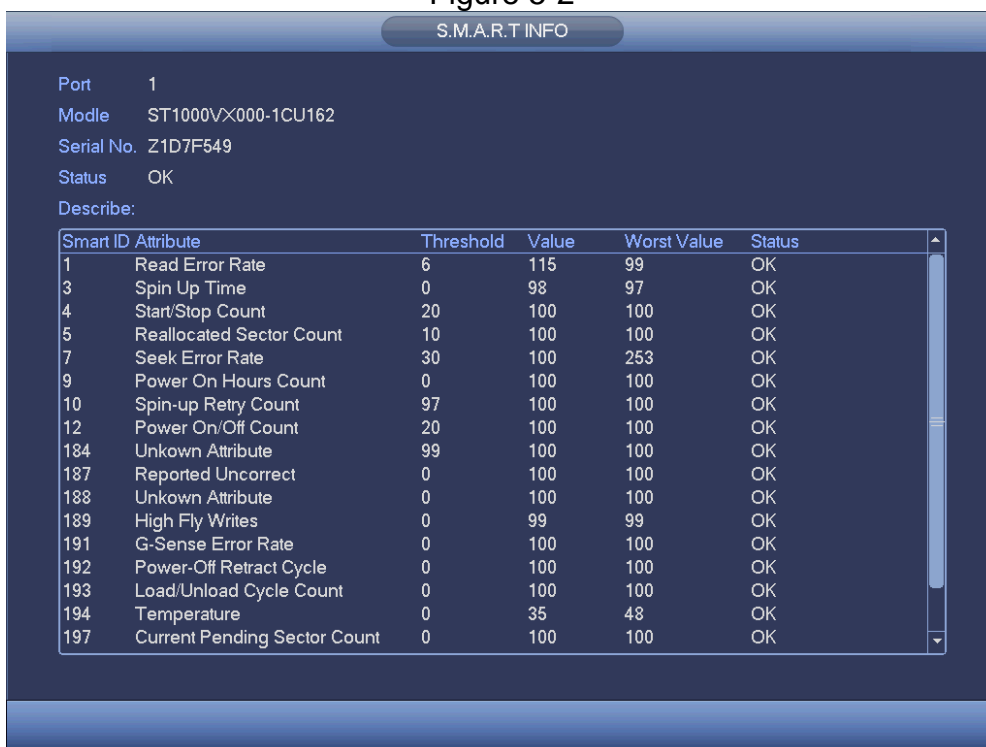 S.M.A.R.T INFO
Port 1
Modle ST1000VX000-1CU162
Serial No. Z1D7F549
Status OK
Describe:
Smart ID Attribute Threshold Value Worst Value Status
1 Read Error Rate 6 115 99 OK
3 Spin Up Time 0 98 97 OK
4 Start/Stop Count 20 100 100 OK
5 Reallocated Sector Count 10 100 100 OK
7 Seek Error Rate 30 100 253 OK
9 Power On Hours Count 0 100 100 OK
10 Spin-up Retry Count 97 100 100 OK
12 Power On/Off Count 20 100 100 OK
184 Unkown Attribute 99 100 100 OK
187 Reported Uncorrect 0 100 100 OK
188 Unkown Attribute 0 100 100 OK
189 High Fly Writes 0 99 99 OK
191 G-Sense Error Rate 0 100 100 OK
192 Power-Off Retract Cycle 0 100 100 OK
193 Load/Unload Cycle Count 0 100 100 OK
194 Temperature 0 35 48 OK
197 Current Pending Sector Count 0 100 100 OK